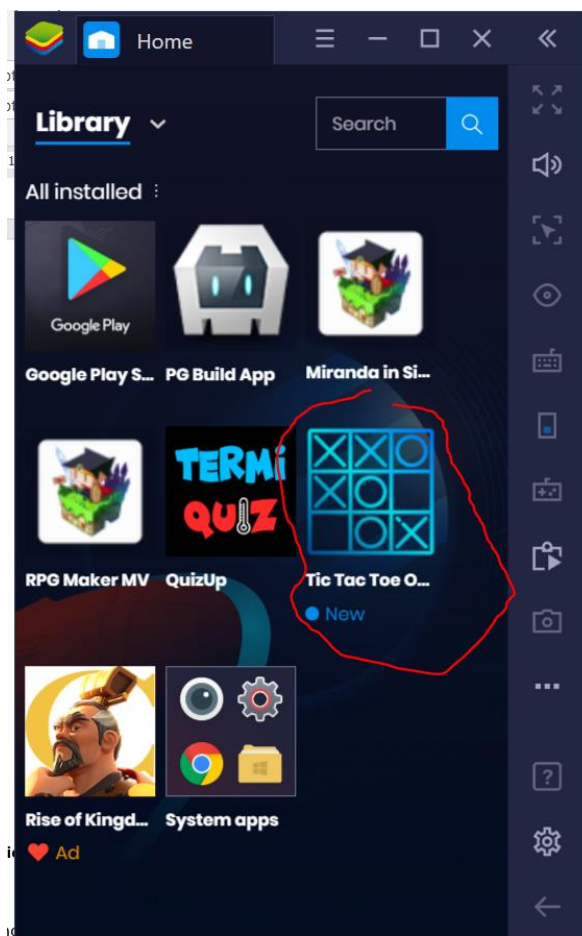 Home
Library
Search
All installed
Google Play
Google Play S...
PG Build App
Miranda in Si...
TERMi
QUIZ
RPG Maker MV
QuizUp
Tic Tac Toe O...
New
Rise of Kingd...
System apps
Ad